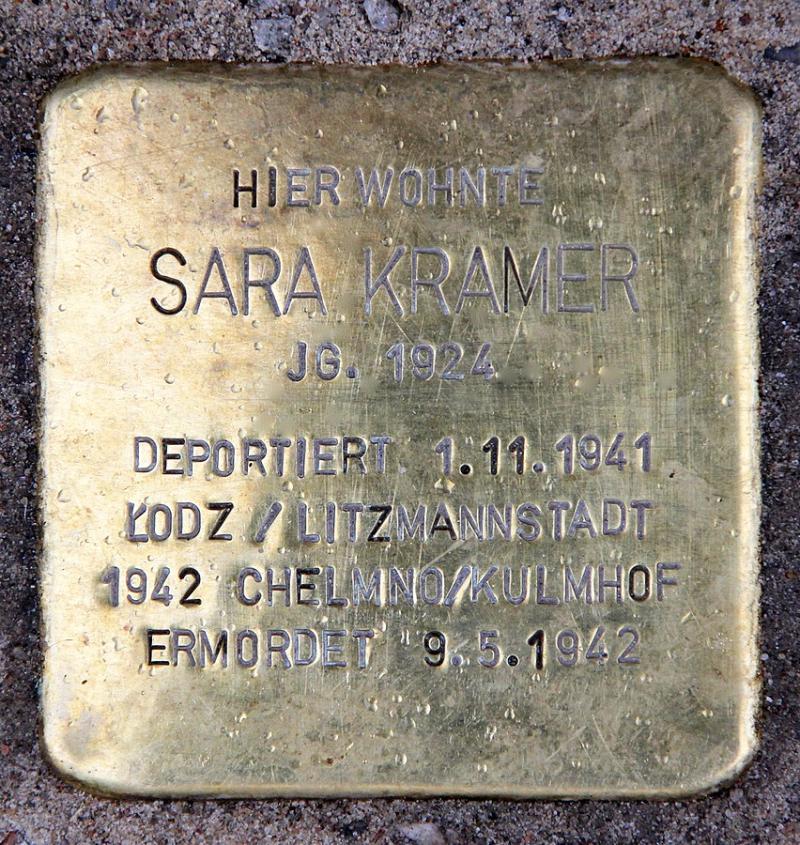 HIER WOHNTE
SARA KRAMER
JG. 1924
DEPORTIERT 1.11.1941
ŁODZ / LITZMANNSTADT
1942 CHELMNO/KULMHOF
ERMORDET 9.5.1942